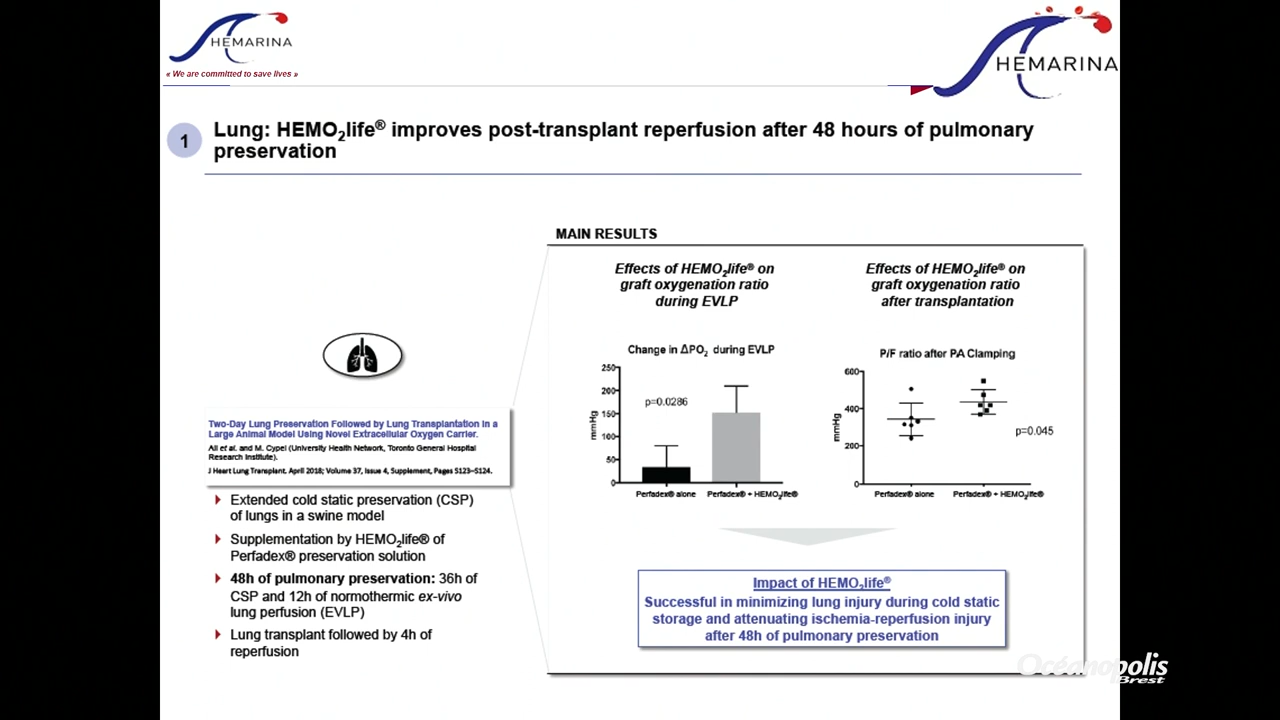 HEMARINA
« We are committed to save lives »
HEMARINA
1
Lung: HEMO2life® improves post-transplant reperfusion after 48 hours of pulmonary
preservation
Two-Day Lung Preservation Followed by Lung Transplantation in a
Large Animal Model Using Novel Extracellular Oxygen Carrier.
Ali et al. and M. Cypel (University Health Network, Toronto General Hospital
Research Institute).
J Heart Lung Transplant. April 2018; Volume 37, Issue 4, Supplement, Pages S123–S124.
Extended cold static preservation (CSP)
of lungs in a swine model
Supplementation by HEMO2life® of
Perfadex® preservation solution
48h of pulmonary preservation: 36h of
CSP and 12h of normothermic ex-vivo
lung perfusion (EVLP)
Lung transplant followed by 4h of
reperfusion
MAIN RESULTS
Effects of HEMO2life® on
graft oxygenation ratio
during EVLP
Change in ΔPO2 during EVLP
250
200
150
100
50
0
mmHg
p=0.0286
Perfadex® alone
Perfadex® + HEMO2life®
Effects of HEMO2life® on
graft oxygenation ratio
after transplantation
P/F ratio after PA Clamping
600
400
200
0
mmHg
p=0.045
Perfadex® alone
Perfadex® + HEMO2life®
Impact of HEMO2life®
Successful in minimizing lung injury during cold static
storage and attenuating ischemia-reperfusion injury
after 48h of pulmonary preservation
Océanopolis
Brest